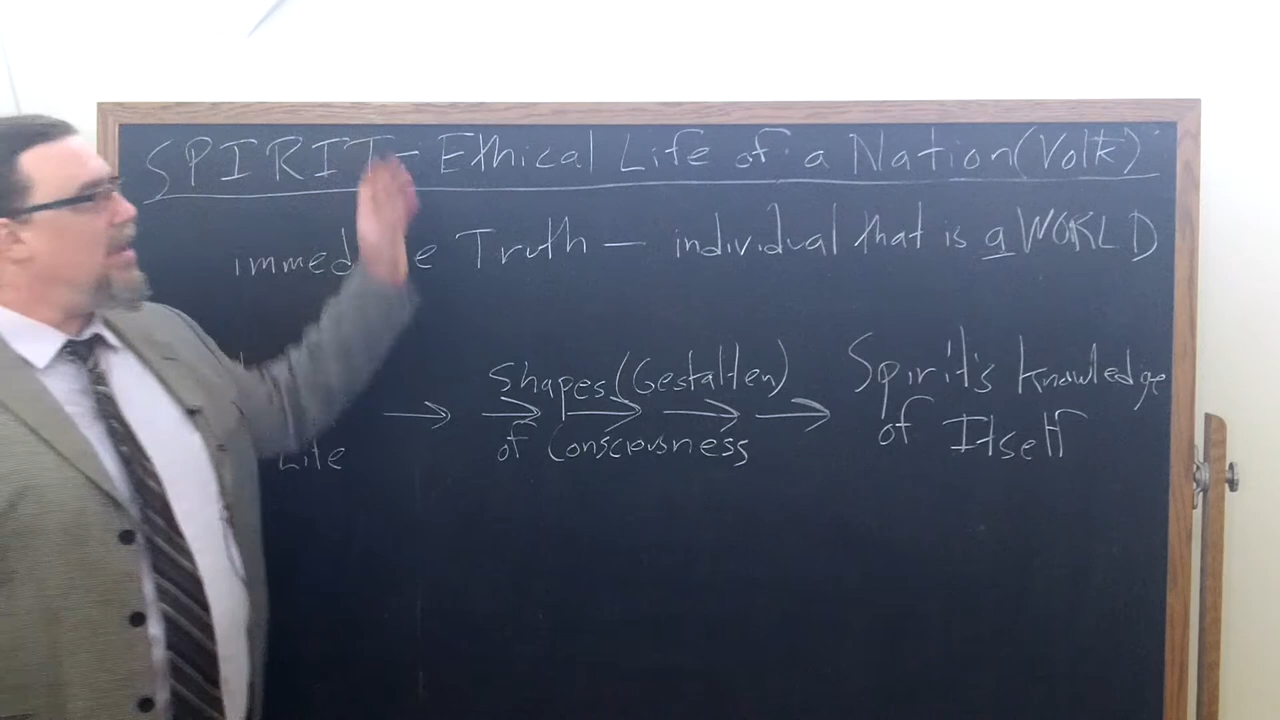 SPIRIT - Ethical Life of a Nation (Volk)
Truth — individual that is a WORLD
Shapes (Gestalten)
of Consciousness
Life
Spirit's Knowledge
of Itself